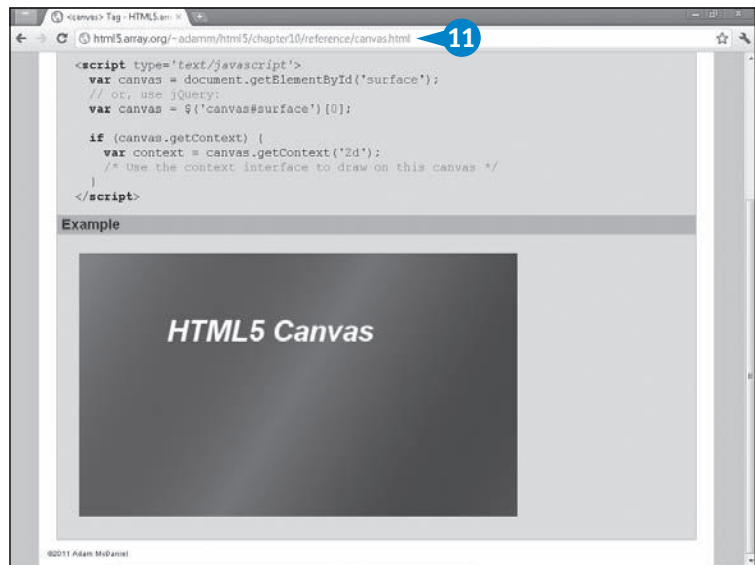 <canvas> Tag - HTML5.arr
html5.array.org/~adamm/html5/chapter10/reference/canvas.html
11
<script type='text/javascript'>
var canvas = document.getElementById('surface');
// or, use jQuery:
var canvas = $('canvas#surface')[0];
if (canvas.getContext) {
var context = canvas.getContext('2d');
/* Use the context interface to draw on this canvas */
}
</script>
Example
HTML5 Canvas
©2011 Adam McDaniel